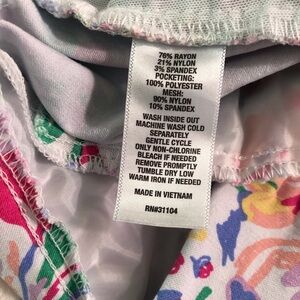 76% RAYON
21% NYLON
3% SPANDEX
POCKETING:
100% POLYESTER
MESH:
90% NYLON
10% SPANDEX
WASH INSIDE OUT
MACHINE WASH COLD
SEPARATELY
GENTLE CYCLE
ONLY NON-CHLORINE
BLEACH IF NEEDED
REMOVE PROMPTLY
TUMBLE DRY LOW
WARM IRON IF NEEDED
MADE IN VIETNAM
RN#31104